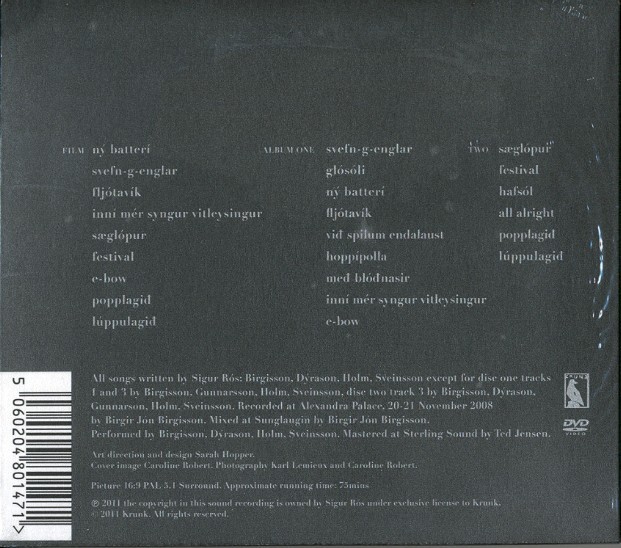 FILM ný batterí
svefn-g-englar
fljótavík
inní mér syngur vitleysingur
sæglópur
festival
e-bow
popplagið
lúppulagið
ALBUM ONE svefn-g-englar
glósóli
ný batterí
fljótavík
við spilum endalaust
hoppípolla
með blóðnasir
inní mér syngur vitleysingur
e-bow
TWO sæglópur
festival
hafsól
all alright
popplagið
lúppulagið
All songs written by Sigur Rós: Birgisson, Dýrason, Holm, Sveinsson except for disc one tracks
1 and 3 by Birgisson, Gunnarsson, Holm, Sveinsson, disc two track 3 by Birgisson, Dýrason,
Gunnarson, Holm, Sveinsson. Recorded at Alexandra Palace, 20-21 November 2008
by Birgir Jón Birgisson. Mixed at Sunglaugin by Birgir Jón Birgisson.
Performed by Birgisson, Dýrason, Holm, Sveinsson. Mastered at Sterling Sound by Ted Jensen.
Art direction and design Sarah Hopper.
Cover image Caroline Robert. Photography Karl Lemieux and Caroline Robert.
Picture 16:9 PAL 5.1 Surround. Approximate running time: 75mins
℗ 2011 the copyright in this sound recording is owned by Sigur Rós under exclusive license to Krunk.
© 2011 Krunk. All rights reserved.
KRUNK
DVD
VIDEO
5 060204 801471 >